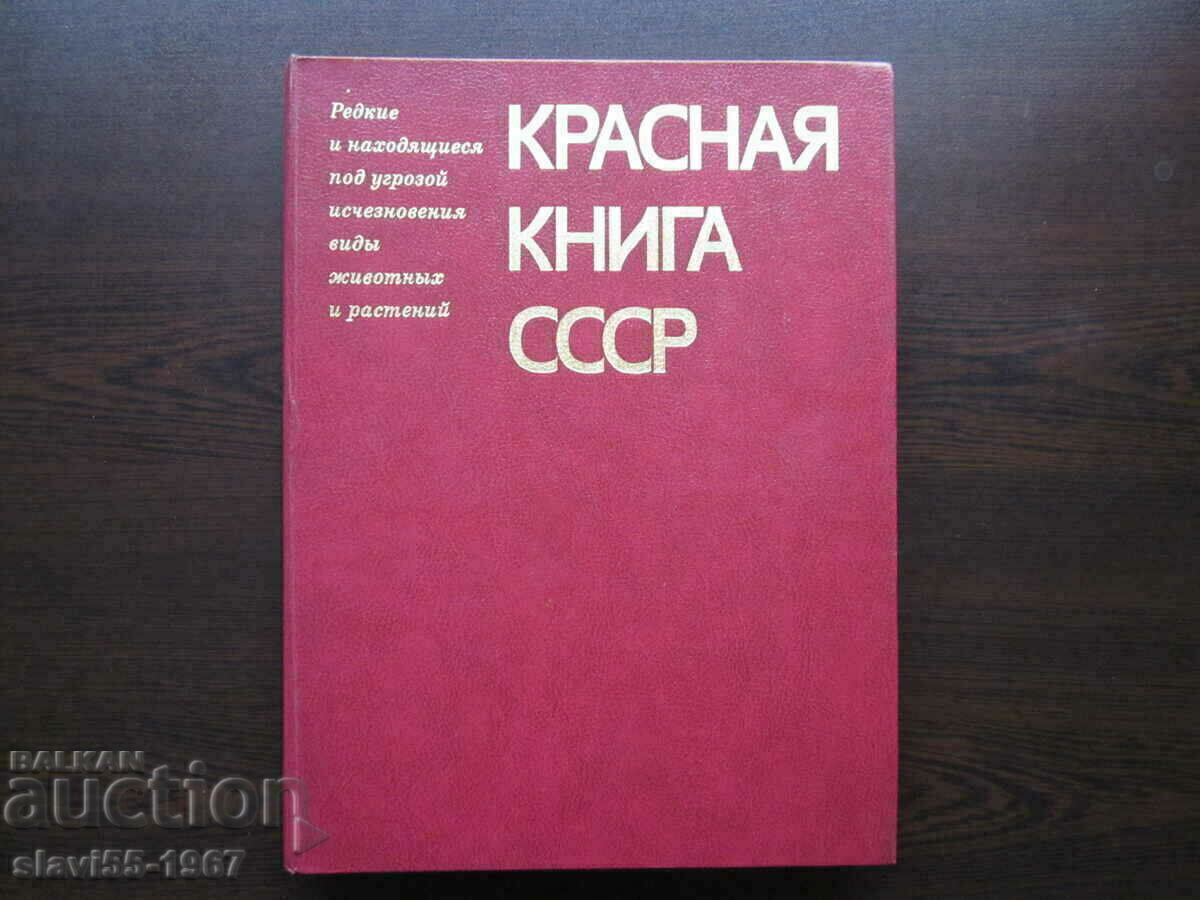 Редкие
и находящиеся
под угрозой
исчезновения
виды
животных
и растений
КРАСНАЯ
КНИГА
СССР
BALKAN
auction
slavi55-1967